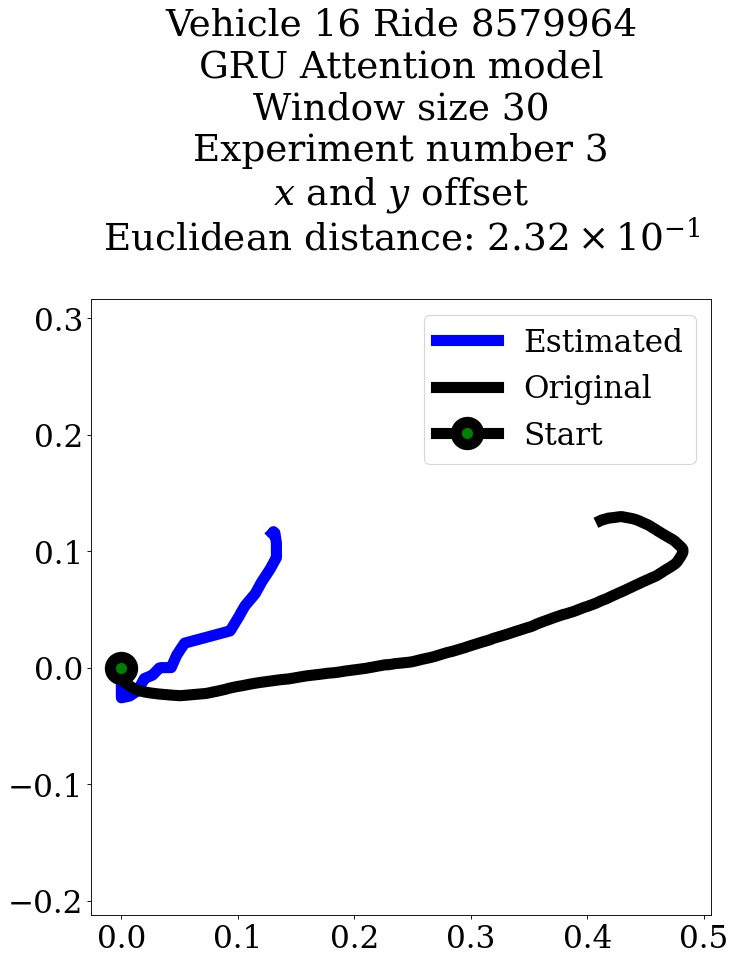 Vehicle 16 Ride 8579964
GRU Attention model
Window size 30
Experiment number 3
x and y offset
Euclidean distance: 2.32 × 10⁻¹
Estimated
Original
Start
0.3
0.2
0.1
0.0
−0.1
−0.2
0.0 0.1 0.2 0.3 0.4 0.5